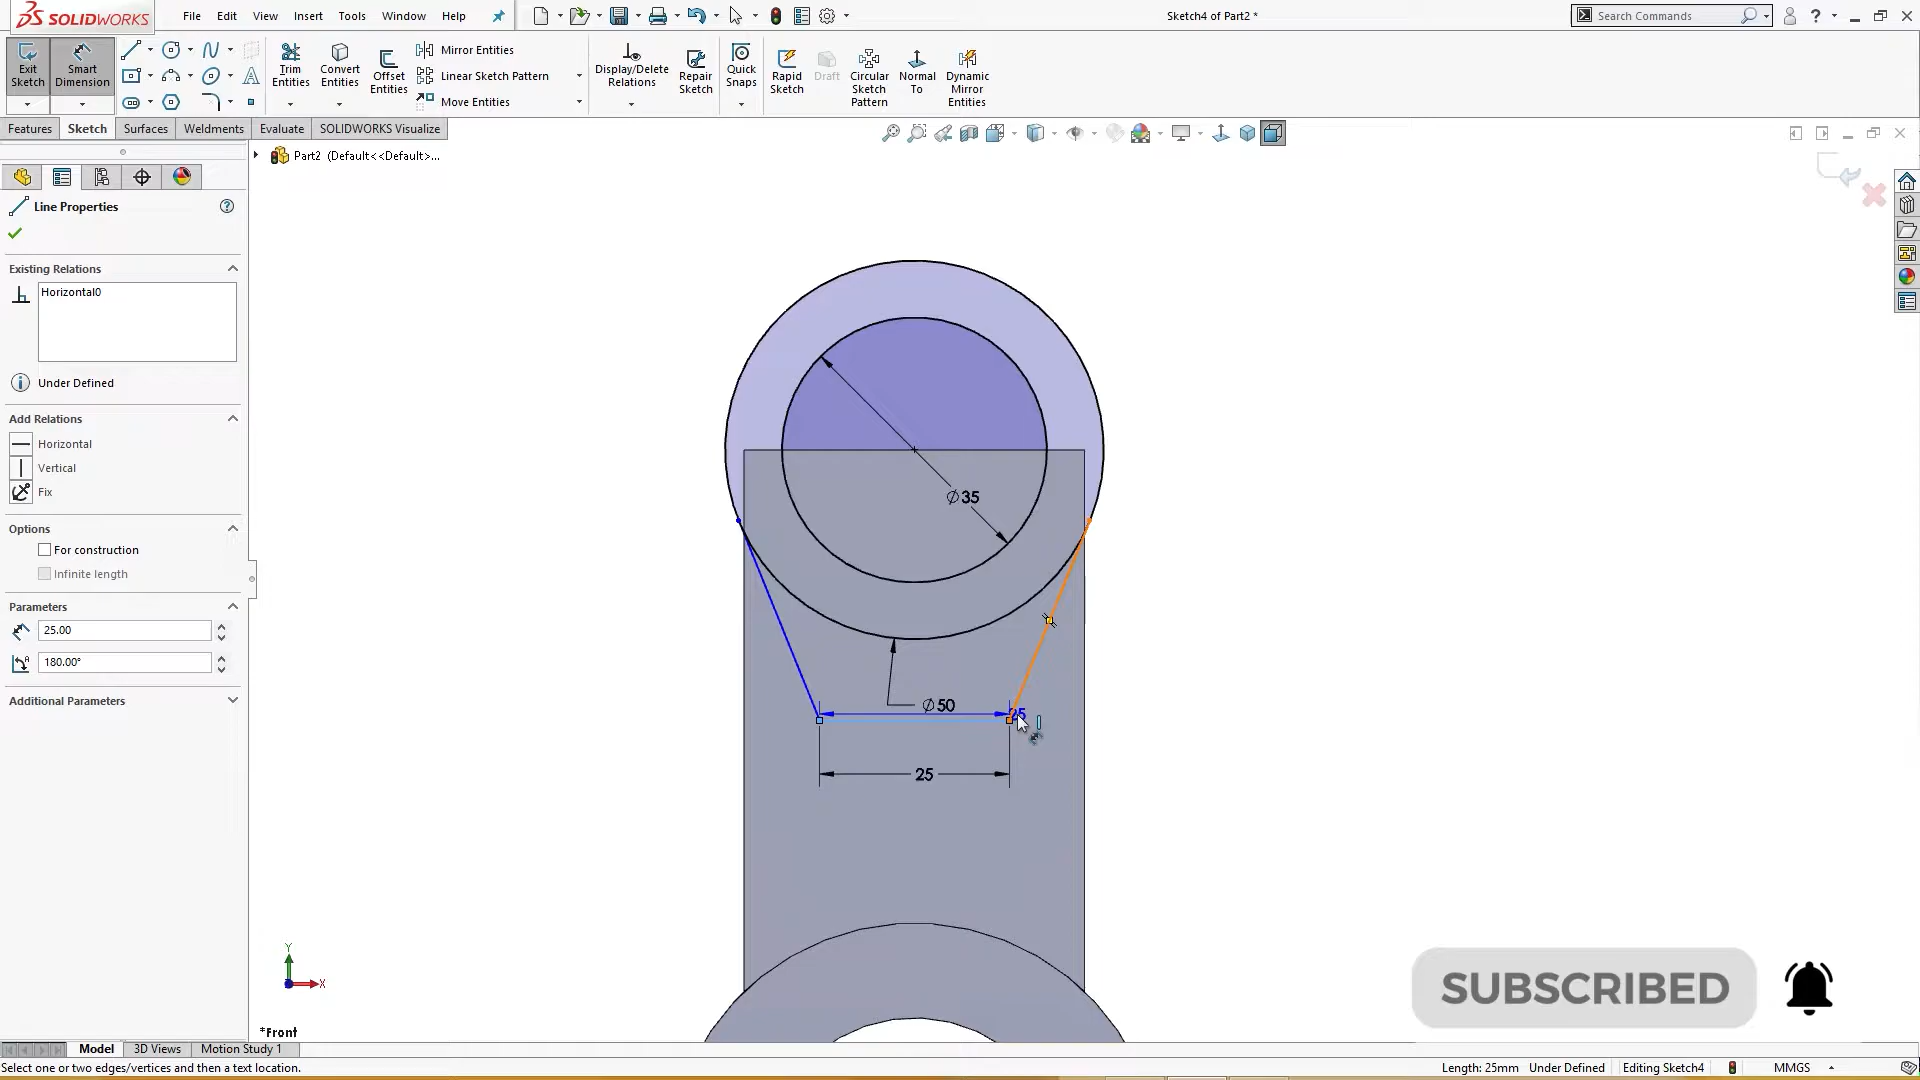 SOLIDWORKS
File Edit View Insert Tools Window Help
Sketch4 of Part2 *
Search Commands
Exit Sketch
Smart Dimension
Trim Entities
Convert Entities
Offset Entities
Mirror Entities
Linear Sketch Pattern
Move Entities
Display/Delete Relations
Repair Sketch
Quick Snaps
Rapid Sketch
Draft
Circular Sketch Pattern
Normal To
Dynamic Mirror Entities
Features Sketch Surfaces Weldments Evaluate SOLIDWORKS Visualize
Part2 (Default<<Default>...
Line Properties
Existing Relations
Horizontal0
Under Defined
Add Relations
Horizontal
Vertical
Fix
Options
For construction
Infinite length
Parameters
25.00
180.00°
Additional Parameters
∅35
∅50
25
25
Y
X
*Front
SUBSCRIBED
Model 3D Views Motion Study 1
Select one or two edges/vertices and then a text location.
Length: 25mm Under Defined Editing Sketch4 MMGS